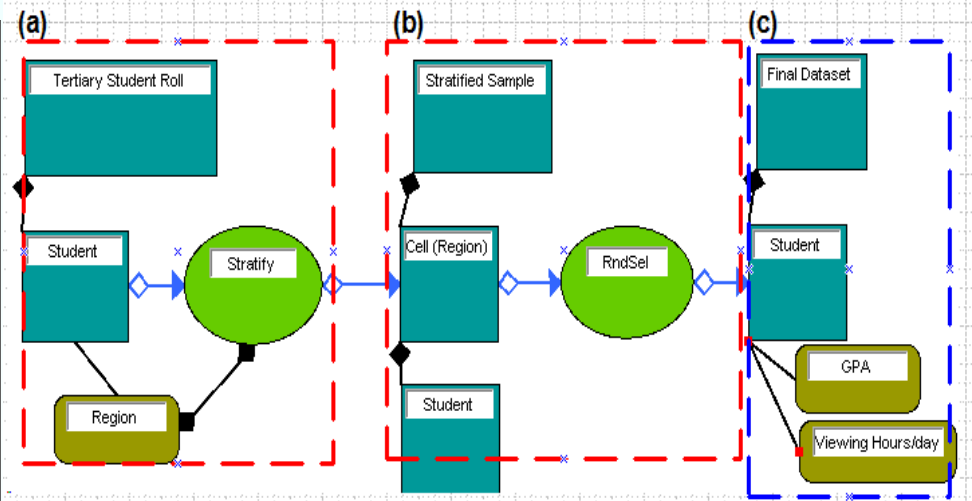 (a)
(b)
(c)
Tertiary Student Roll
Stratified Sample
Final Dataset
Student
Stratify
Cell (Region)
RndSel
Student
Region
Student
GPA
Viewing Hours/day